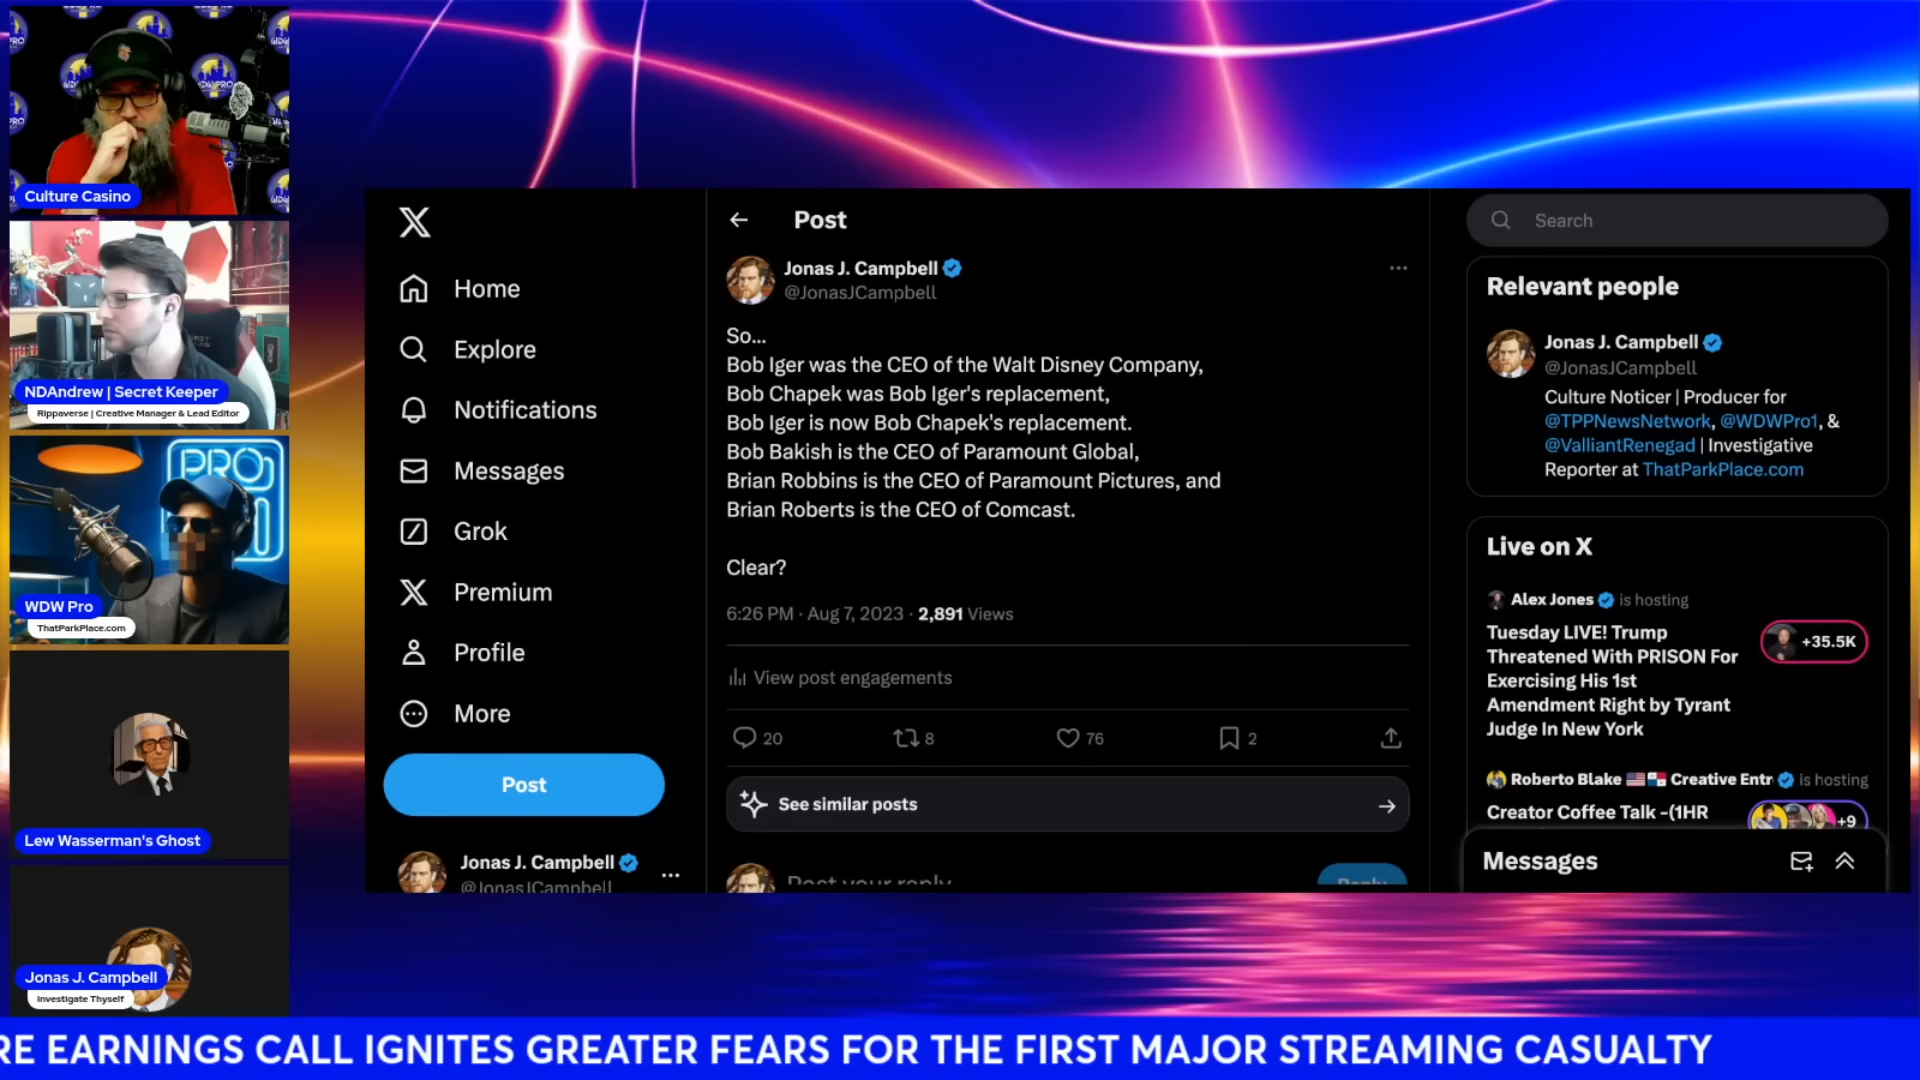 Culture Casino
NDAndrew | Secret Keeper
Rippaverse | Creative Manager & Lead Editor
PRO
WDW Pro
ThatParkPlace.com
Lew Wasserman's Ghost
Jonas J. Campbell
Investigate Thyself
Home
Explore
Notifications
Messages
Grok
Premium
Profile
More
Post
Jonas J. Campbell
@JonasJCampbell
Post
Jonas J. Campbell
@JonasJCampbell
So...
Bob Iger was the CEO of the Walt Disney Company,
Bob Chapek was Bob Iger's replacement,
Bob Iger is now Bob Chapek's replacement.
Bob Bakish is the CEO of Paramount Global,
Brian Robbins is the CEO of Paramount Pictures, and
Brian Roberts is the CEO of Comcast.
Clear?
6:26 PM · Aug 7, 2023 · 2,891 Views
View post engagements
20 8 76 2
See similar posts
Post your reply
Reply
Search
Relevant people
Jonas J. Campbell
@JonasJCampbell
Culture Noticer | Producer for
@TPPNewsNetwork, @WDWPro1, &
@ValliantRenegad | Investigative
Reporter at ThatParkPlace.com
Live on X
Alex Jones is hosting
Tuesday LIVE! Trump
Threatened With PRISON For
Exercising His 1st
Amendment Right by Tyrant
Judge In New York
+35.5K
Roberto Blake Creative Entr is hosting
Creator Coffee Talk -(1HR
+9
Messages
RE EARNINGS CALL IGNITES GREATER FEARS FOR THE FIRST MAJOR STREAMING CASUALTY